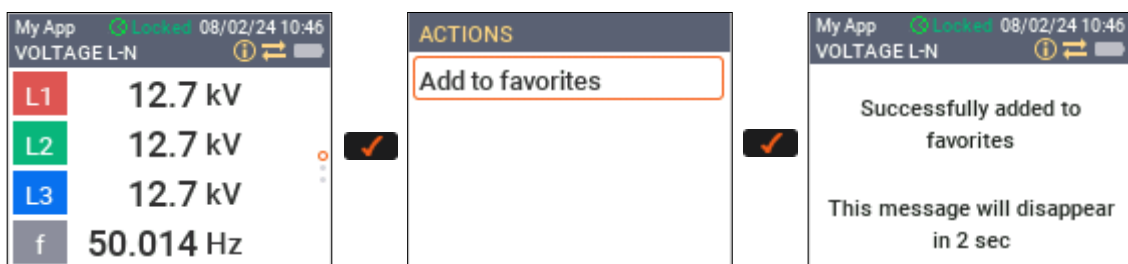 My App Locked 08/02/24 10:46
VOLTAGE L-N
L1 12.7 kV
L2 12.7 kV
L3 12.7 kV
f 50.014 Hz
ACTIONS
Add to favorites
My App Locked 08/02/24 10:46
VOLTAGE L-N
Successfully added to
favorites
This message will disappear
in 2 sec